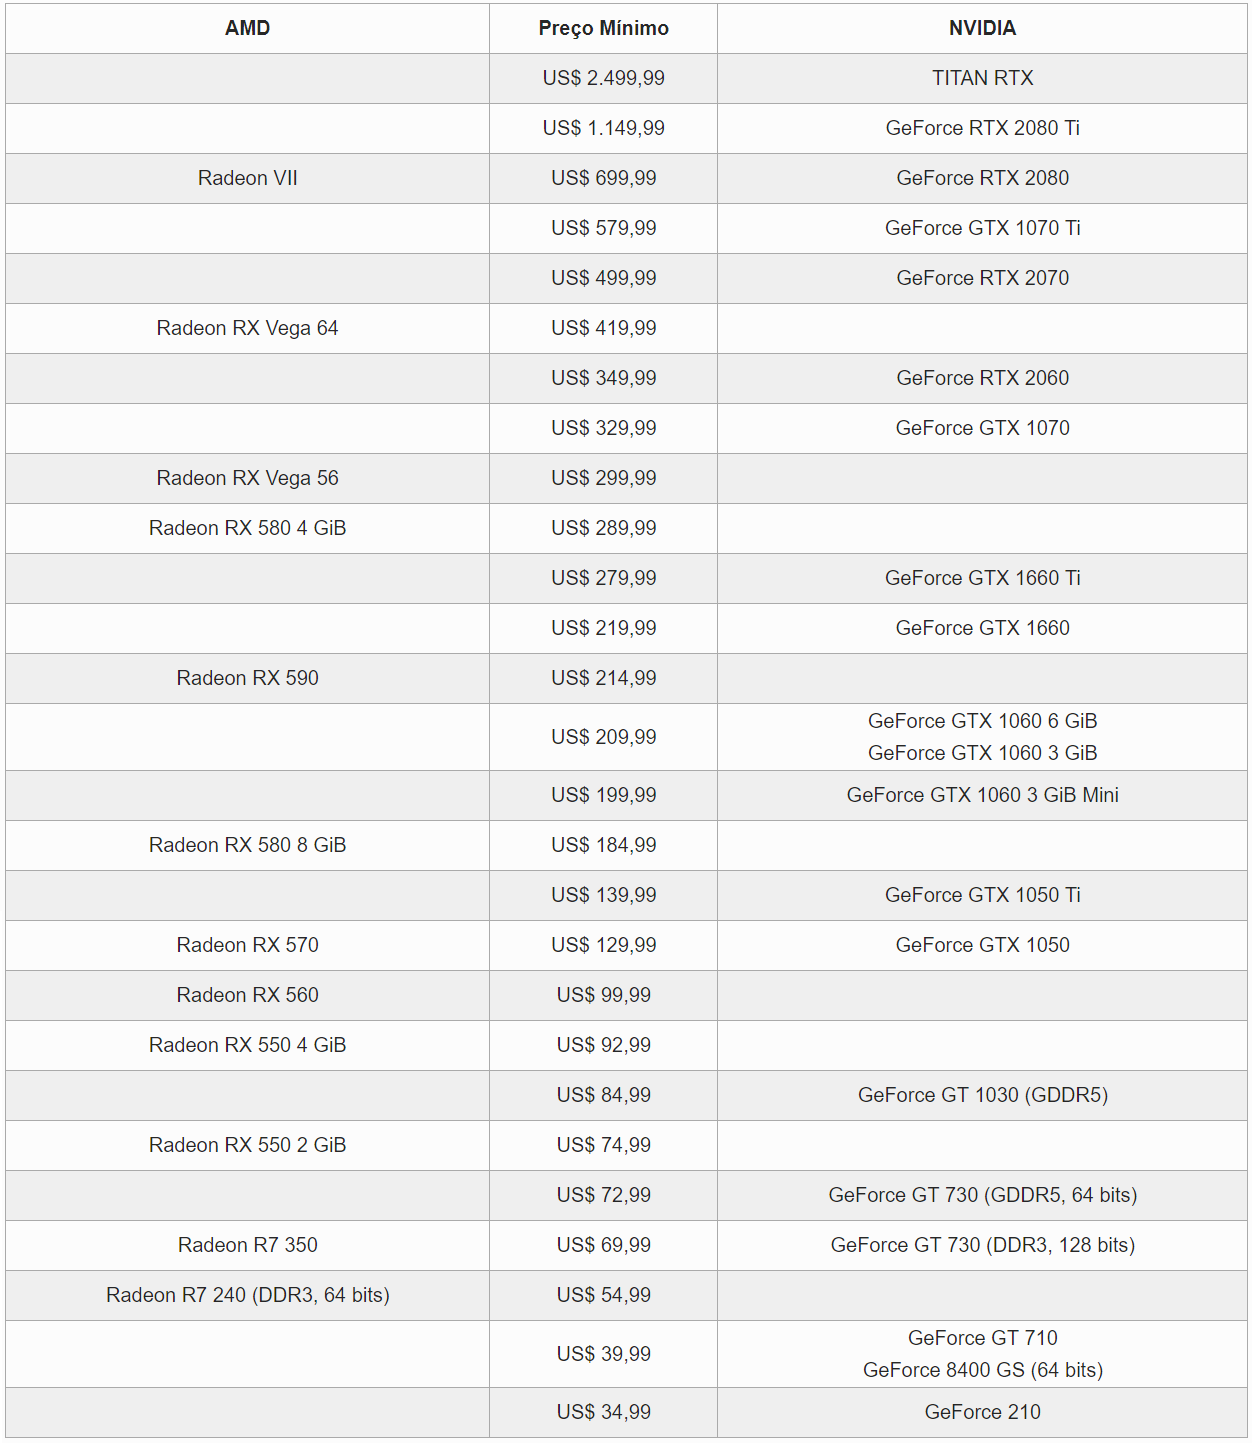 AMD Preço Mínimo NVIDIA
US$ 2.499,99 TITAN RTX
US$ 1.149,99 GeForce RTX 2080 Ti
Radeon VII US$ 699,99 GeForce RTX 2080
US$ 579,99 GeForce GTX 1070 Ti
US$ 499,99 GeForce RTX 2070
Radeon RX Vega 64 US$ 419,99
US$ 349,99 GeForce RTX 2060
US$ 329,99 GeForce GTX 1070
Radeon RX Vega 56 US$ 299,99
Radeon RX 580 4 GiB US$ 289,99
US$ 279,99 GeForce GTX 1660 Ti
US$ 219,99 GeForce GTX 1660
Radeon RX 590 US$ 214,99
US$ 209,99 GeForce GTX 1060 6 GiB
GeForce GTX 1060 3 GiB
US$ 199,99 GeForce GTX 1060 3 GiB Mini
Radeon RX 580 8 GiB US$ 184,99
US$ 139,99 GeForce GTX 1050 Ti
Radeon RX 570 US$ 129,99 GeForce GTX 1050
Radeon RX 560 US$ 99,99
Radeon RX 550 4 GiB US$ 92,99
US$ 84,99 GeForce GT 1030 (GDDR5)
Radeon RX 550 2 GiB US$ 74,99
US$ 72,99 GeForce GT 730 (GDDR5, 64 bits)
Radeon R7 350 US$ 69,99 GeForce GT 730 (DDR3, 128 bits)
Radeon R7 240 (DDR3, 64 bits) US$ 54,99
US$ 39,99 GeForce GT 710
GeForce 8400 GS (64 bits)
US$ 34,99 GeForce 210